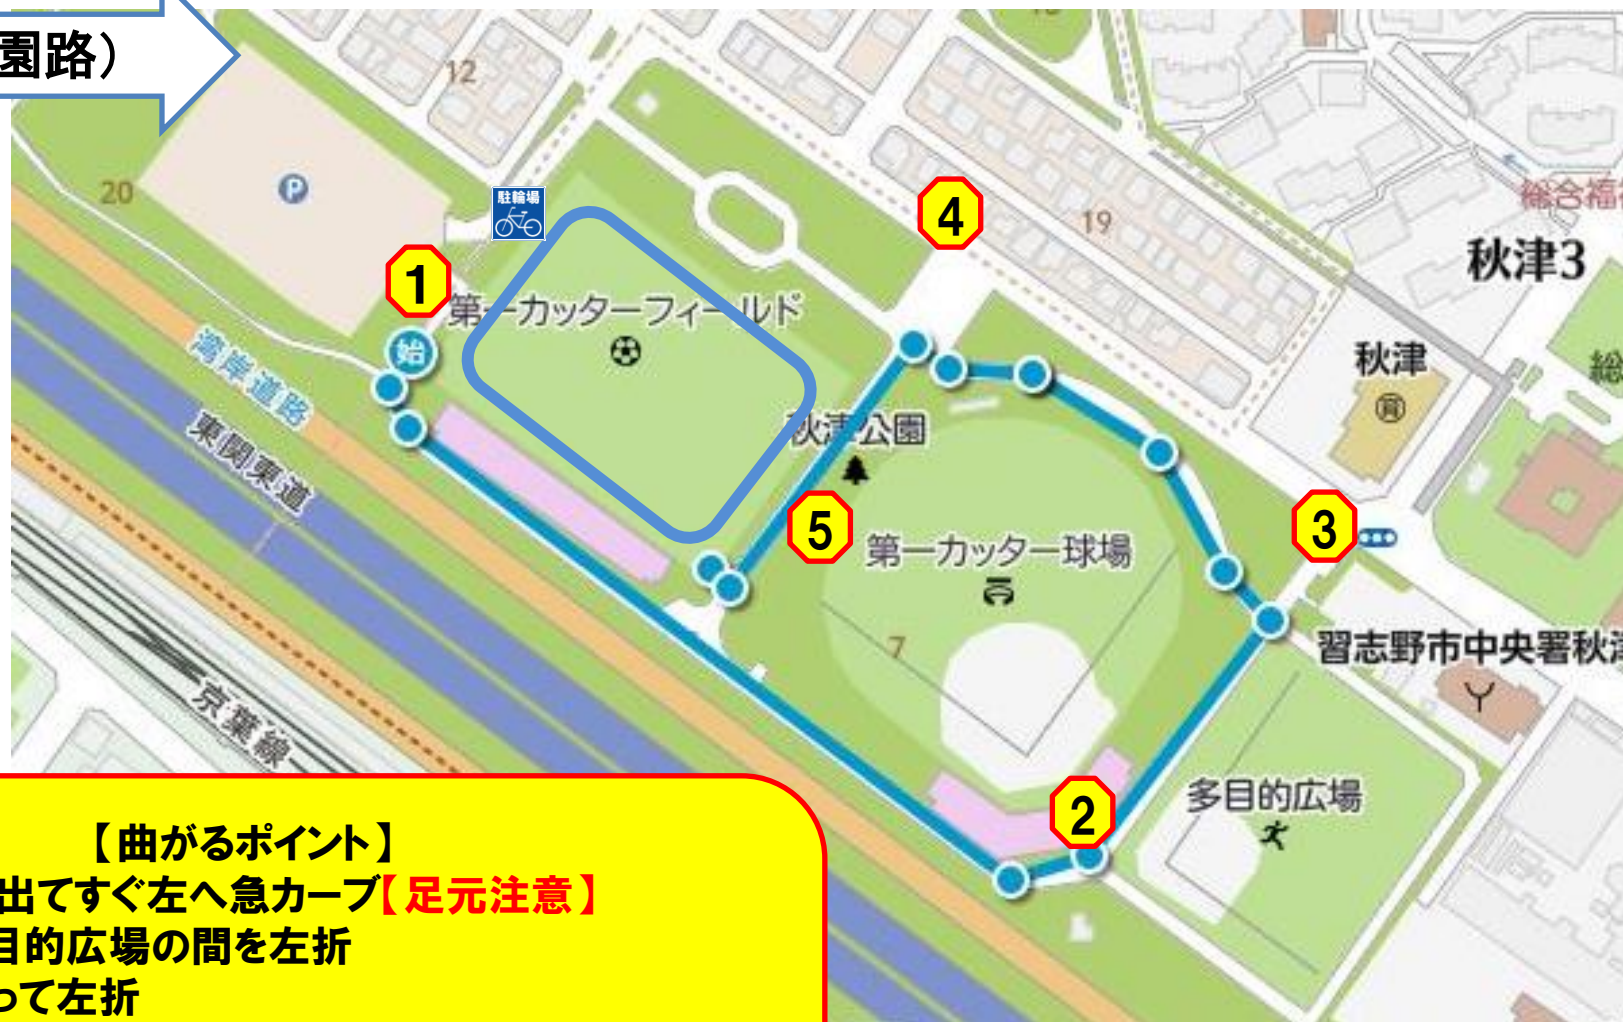 園路）
12
20
P
駐輪場
4
19
総合福
秋津3
1
第一カッターフィールド
始
湾岸道路
秋津
総
東関東道
秋津公園
5
3
第一カッター球場
7
習志野市中央署秋津
京葉線
多目的広場
2
【曲がるポイント】
出てすぐ左へ急カーブ【足元注意】
目的広場の間を左折
って左折